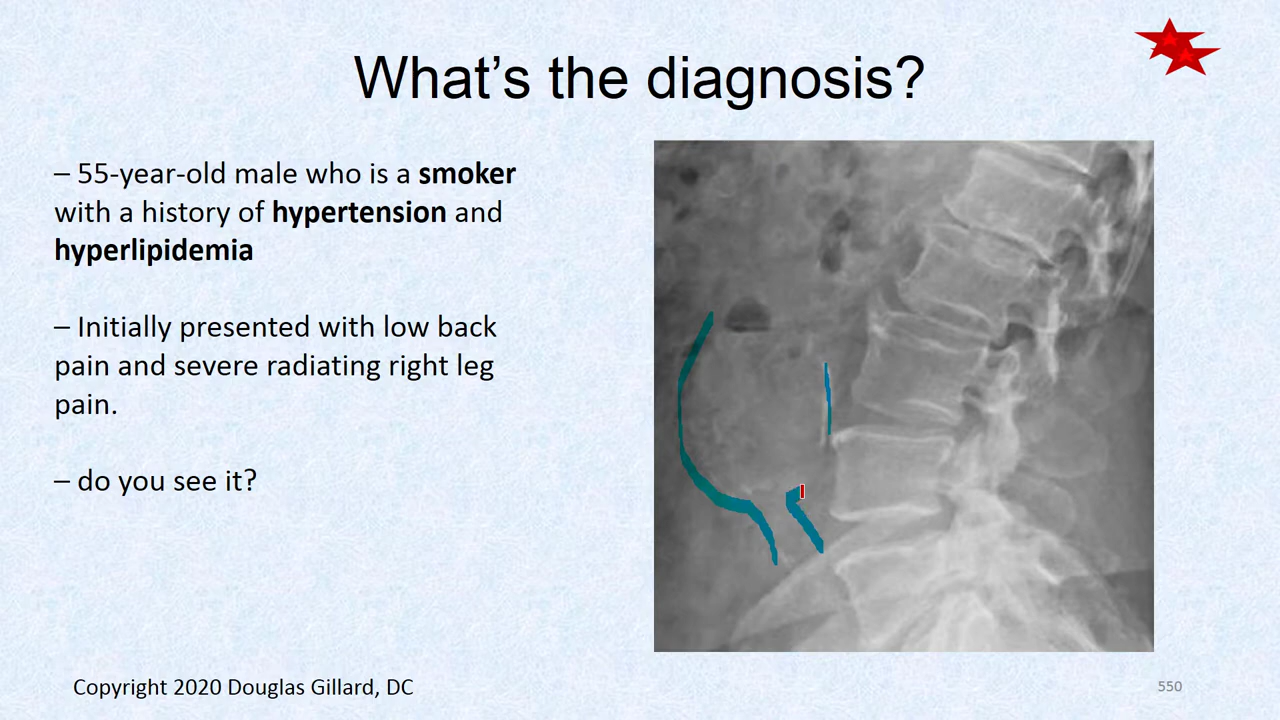 What’s the diagnosis?
– 55-year-old male who is a smoker
with a history of hypertension and
hyperlipidemia
– Initially presented with low back
pain and severe radiating right leg
pain.
– do you see it?
Copyright 2020 Douglas Gillard, DC
550